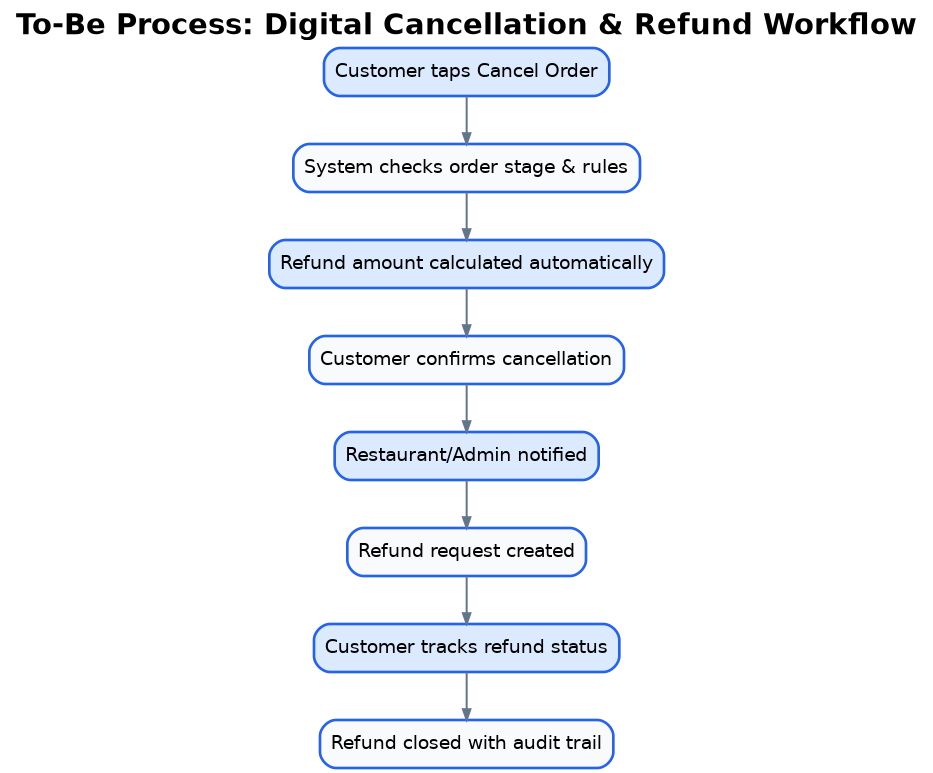 To-Be Process: Digital Cancellation & Refund Workflow
Customer taps Cancel Order
System checks order stage & rules
Refund amount calculated automatically
Customer confirms cancellation
Restaurant/Admin notified
Refund request created
Customer tracks refund status
Refund closed with audit trail